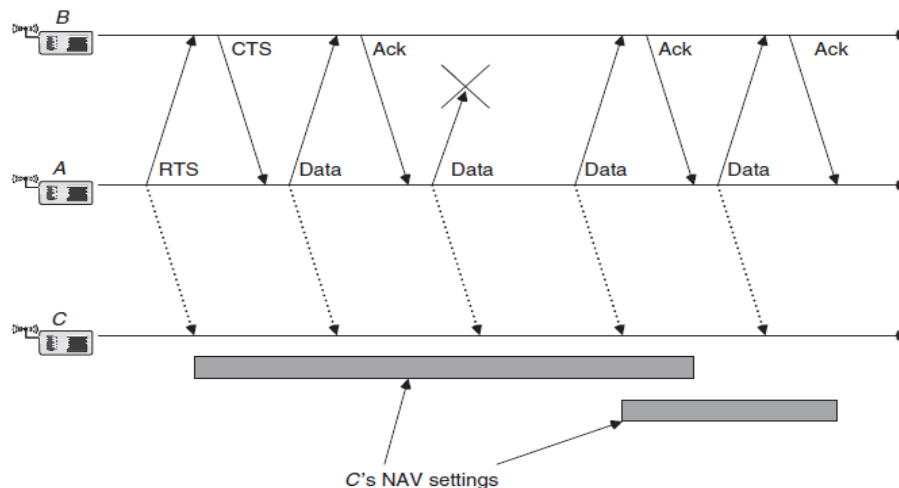 B
CTS
Ack
Ack
Ack
A
RTS
Data
Data
Data
Data
C
C's NAV settings